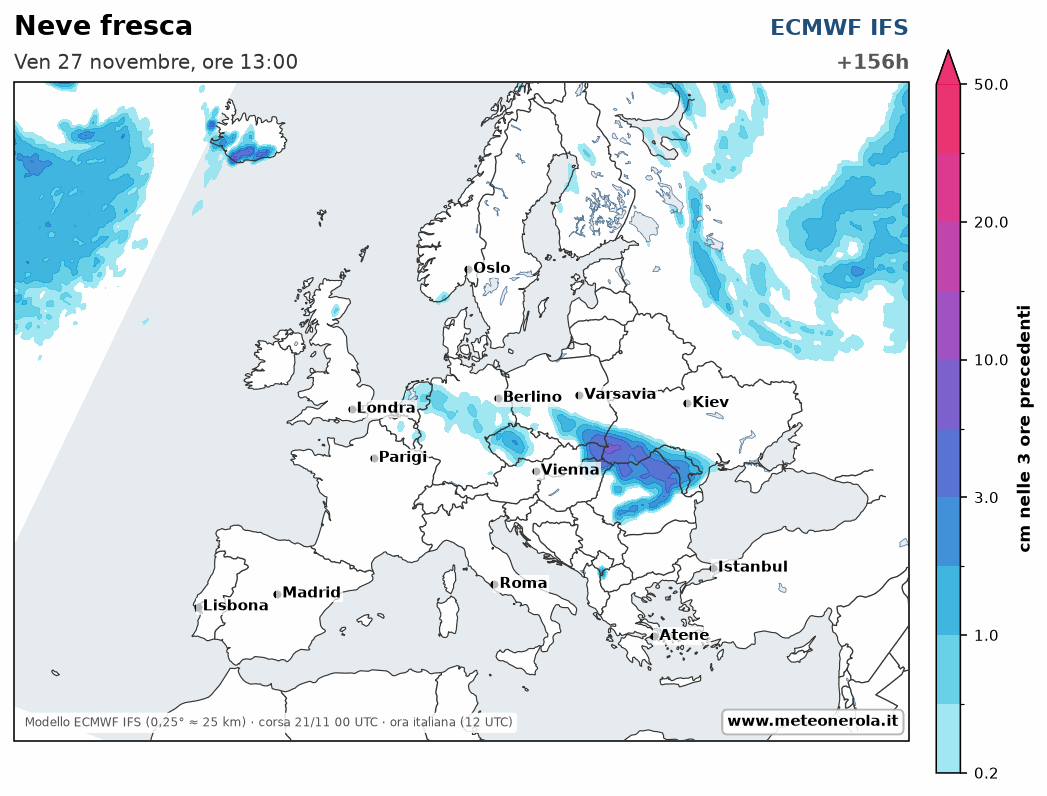 Neve fresca
ECMWF IFS
Ven 27 novembre, ore 13:00
+156h
50.0
20.0
10.0
3.0
1.0
0.2
cm nelle 3 ore precedenti
Oslo
Berlino
Varsavia
Kiev
Londra
Parigi
Vienna
Istanbul
Roma
Madrid
Lisbona
Atene
Modello ECMWF IFS (0,25° ≈ 25 km) · corsa 21/11 00 UTC · ora italiana (12 UTC)
www.meteonerola.it